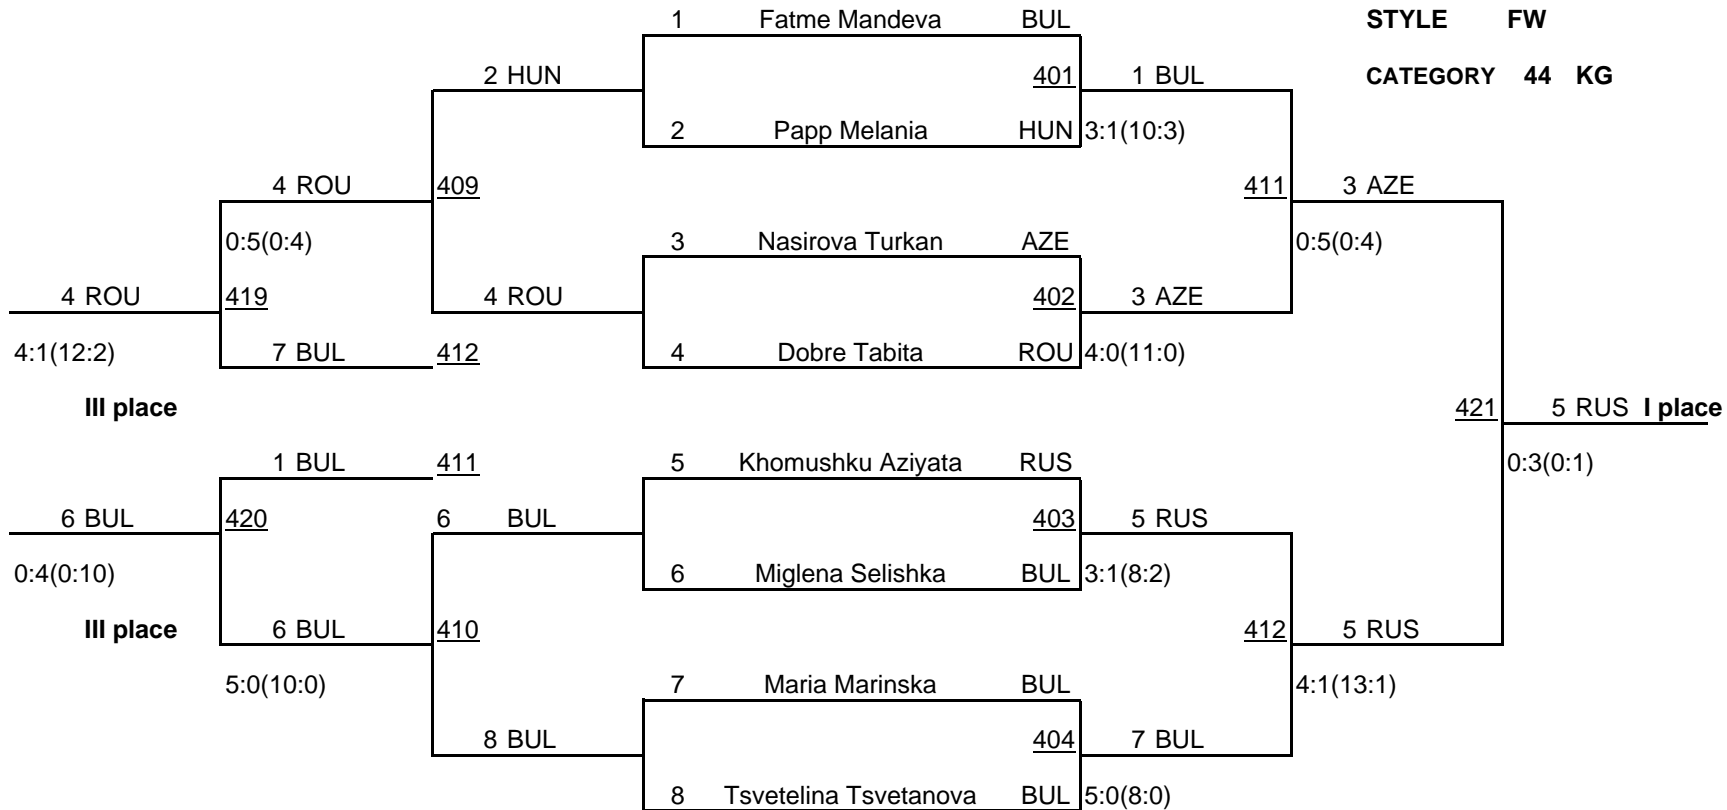 1 Fatme Mandeva BUL STYLE FW
2 HUN 401 1 BUL CATEGORY 44 KG
2 Papp Melania HUN 3:1(10:3)
4 ROU 409 411 3 AZE
0:5(0:4) 3 Nasirova Turkan AZE 0:5(0:4)
4 ROU 419 4 ROU 402 3 AZE
4:1(12:2) 7 BUL 412 4 Dobre Tabita ROU 4:0(11:0)
III place 421 5 RUS I place
1 BUL 411 5 Khomushku Aziyata RUS 0:3(0:1)
6 BUL 420 6 BUL 403 5 RUS
0:4(0:10) 6 Miglena Selishka BUL 3:1(8:2)
III place 6 BUL 410 412 5 RUS
5:0(10:0) 7 Maria Marinska BUL 4:1(13:1)
8 BUL 404 7 BUL
8 Tsvetelina Tsvetanova BUL 5:0(8:0)